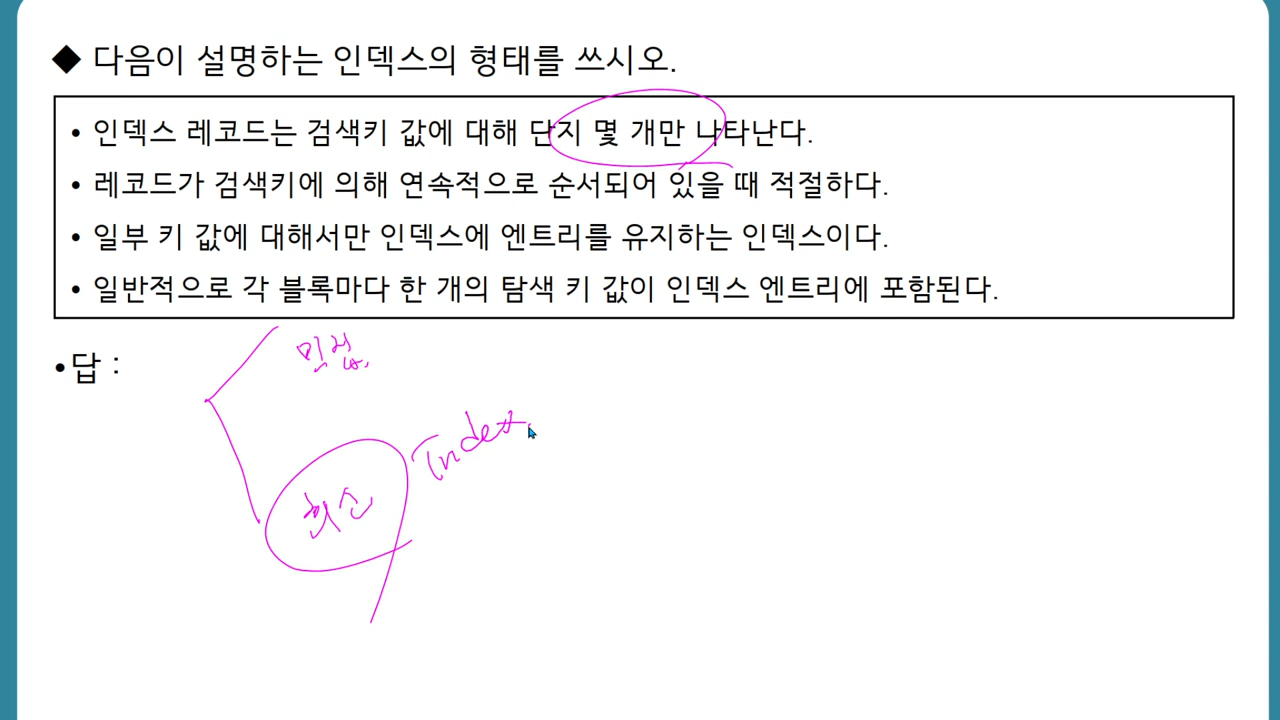 ◆ 다음이 설명하는 인덱스의 형태를 쓰시오.
• 인덱스 레코드는 검색키 값에 대해 단지 몇 개만 나타난다.
• 레코드가 검색키에 의해 연속적으로 순서되어 있을 때 적절하다.
• 일부 키 값에 대해서만 인덱스에 엔트리를 유지하는 인덱스이다.
• 일반적으로 각 블록마다 한 개의 탐색 키 값이 인덱스 엔트리에 포함된다.
• 답 :
밀집
희소 Index